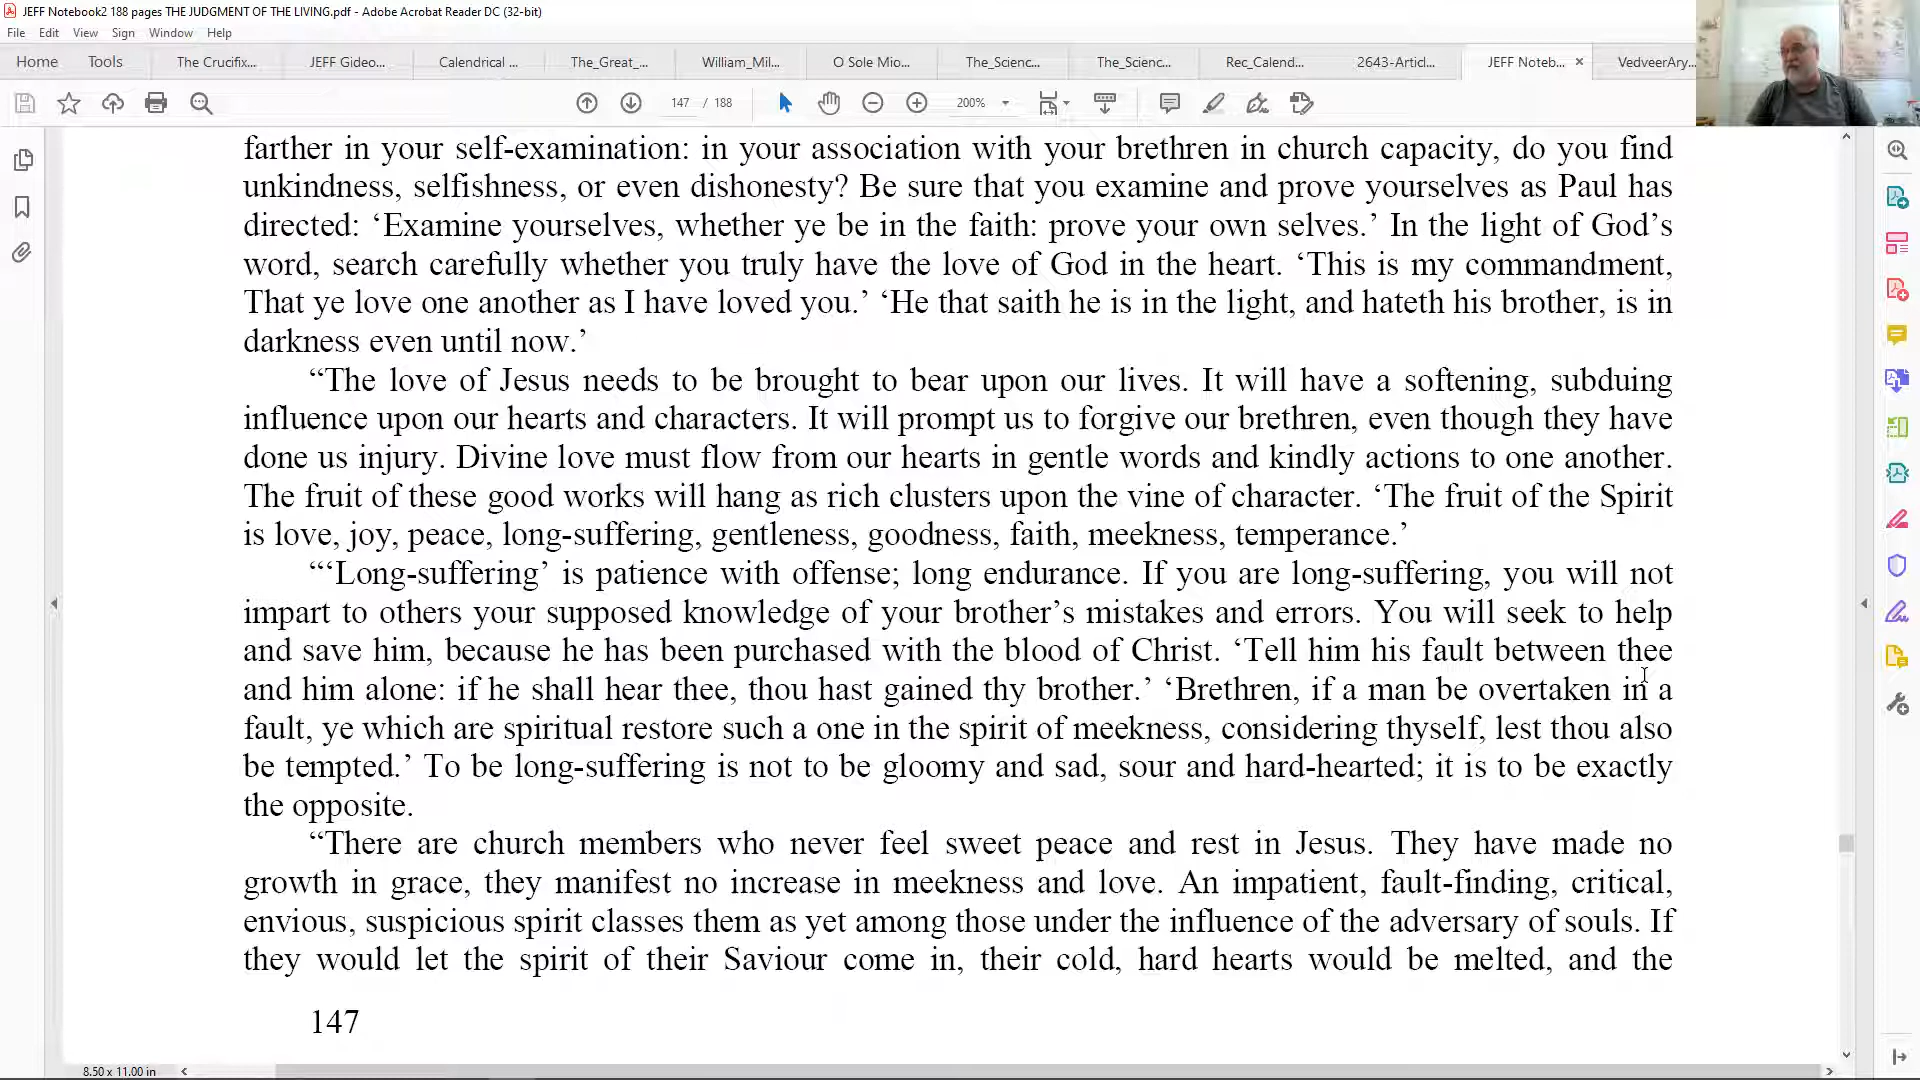 JEFF Notebook2 188 pages THE JUDGMENT OF THE LIVING.pdf - Adobe Acrobat Reader DC (32-bit)
File Edit View Sign Window Help
Home Tools The Crucifix... JEFF Gideo... Calendrical ... The_Great_... William_Mil... O Sole Mio... The_Scienc... The_Scienc... Rec_Calend... 2643-Articl... JEFF Noteb... × VedveerAry...
147 / 188 200%
farther in your self-examination: in your association with your brethren in church capacity, do you find
unkindness, selfishness, or even dishonesty? Be sure that you examine and prove yourselves as Paul has
directed: ‘Examine yourselves, whether ye be in the faith: prove your own selves.’ In the light of God’s
word, search carefully whether you truly have the love of God in the heart. ‘This is my commandment,
That ye love one another as I have loved you.’ ‘He that saith he is in the light, and hateth his brother, is in
darkness even until now.’
“The love of Jesus needs to be brought to bear upon our lives. It will have a softening, subduing
influence upon our hearts and characters. It will prompt us to forgive our brethren, even though they have
done us injury. Divine love must flow from our hearts in gentle words and kindly actions to one another.
The fruit of these good works will hang as rich clusters upon the vine of character. ‘The fruit of the Spirit
is love, joy, peace, long-suffering, gentleness, goodness, faith, meekness, temperance.’
“‘Long-suffering’ is patience with offense; long endurance. If you are long-suffering, you will not
impart to others your supposed knowledge of your brother’s mistakes and errors. You will seek to help
and save him, because he has been purchased with the blood of Christ. ‘Tell him his fault between thee
and him alone: if he shall hear thee, thou hast gained thy brother.’ ‘Brethren, if a man be overtaken in a
fault, ye which are spiritual restore such a one in the spirit of meekness, considering thyself, lest thou also
be tempted.’ To be long-suffering is not to be gloomy and sad, sour and hard-hearted; it is to be exactly
the opposite.
“There are church members who never feel sweet peace and rest in Jesus. They have made no
growth in grace, they manifest no increase in meekness and love. An impatient, fault-finding, critical,
envious, suspicious spirit classes them as yet among those under the influence of the adversary of souls. If
they would let the spirit of their Saviour come in, their cold, hard hearts would be melted, and the
147
8.50 x 11.00 in